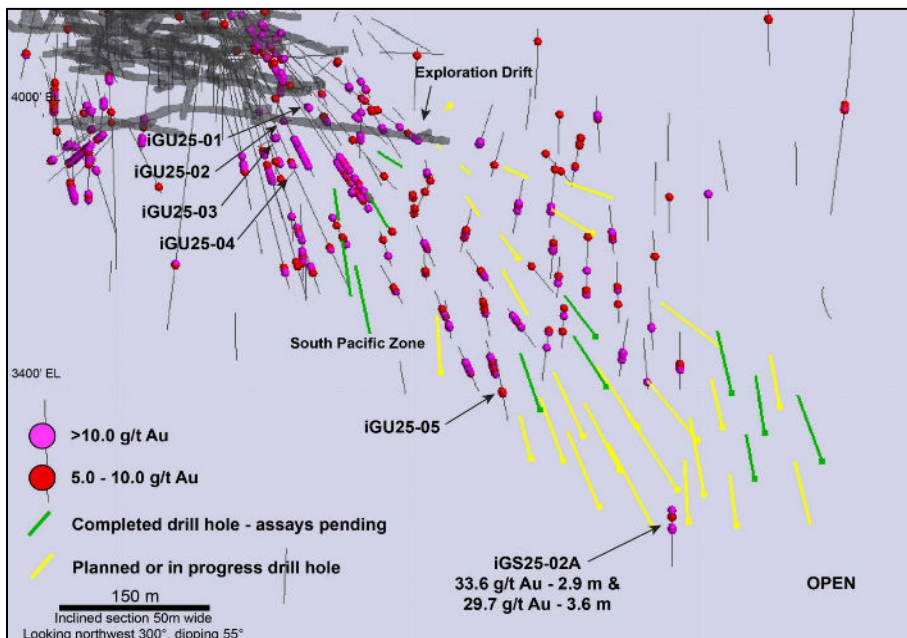 Exploration Drift
4000' EL
iGU25-01
iGU25-02
iGU25-03
iGU25-04
South Pacific Zone
3400' EL
iGU25-05
>10.0 g/t Au
5.0 - 10.0 g/t Au
Completed drill hole - assays pending
Planned or in progress drill hole
iGS25-02A
33.6 g/t Au - 2.9 m &
29.7 g/t Au - 3.6 m
OPEN
150 m
Inclined section 50m wide
Looking northwest 300°, dipping 55°